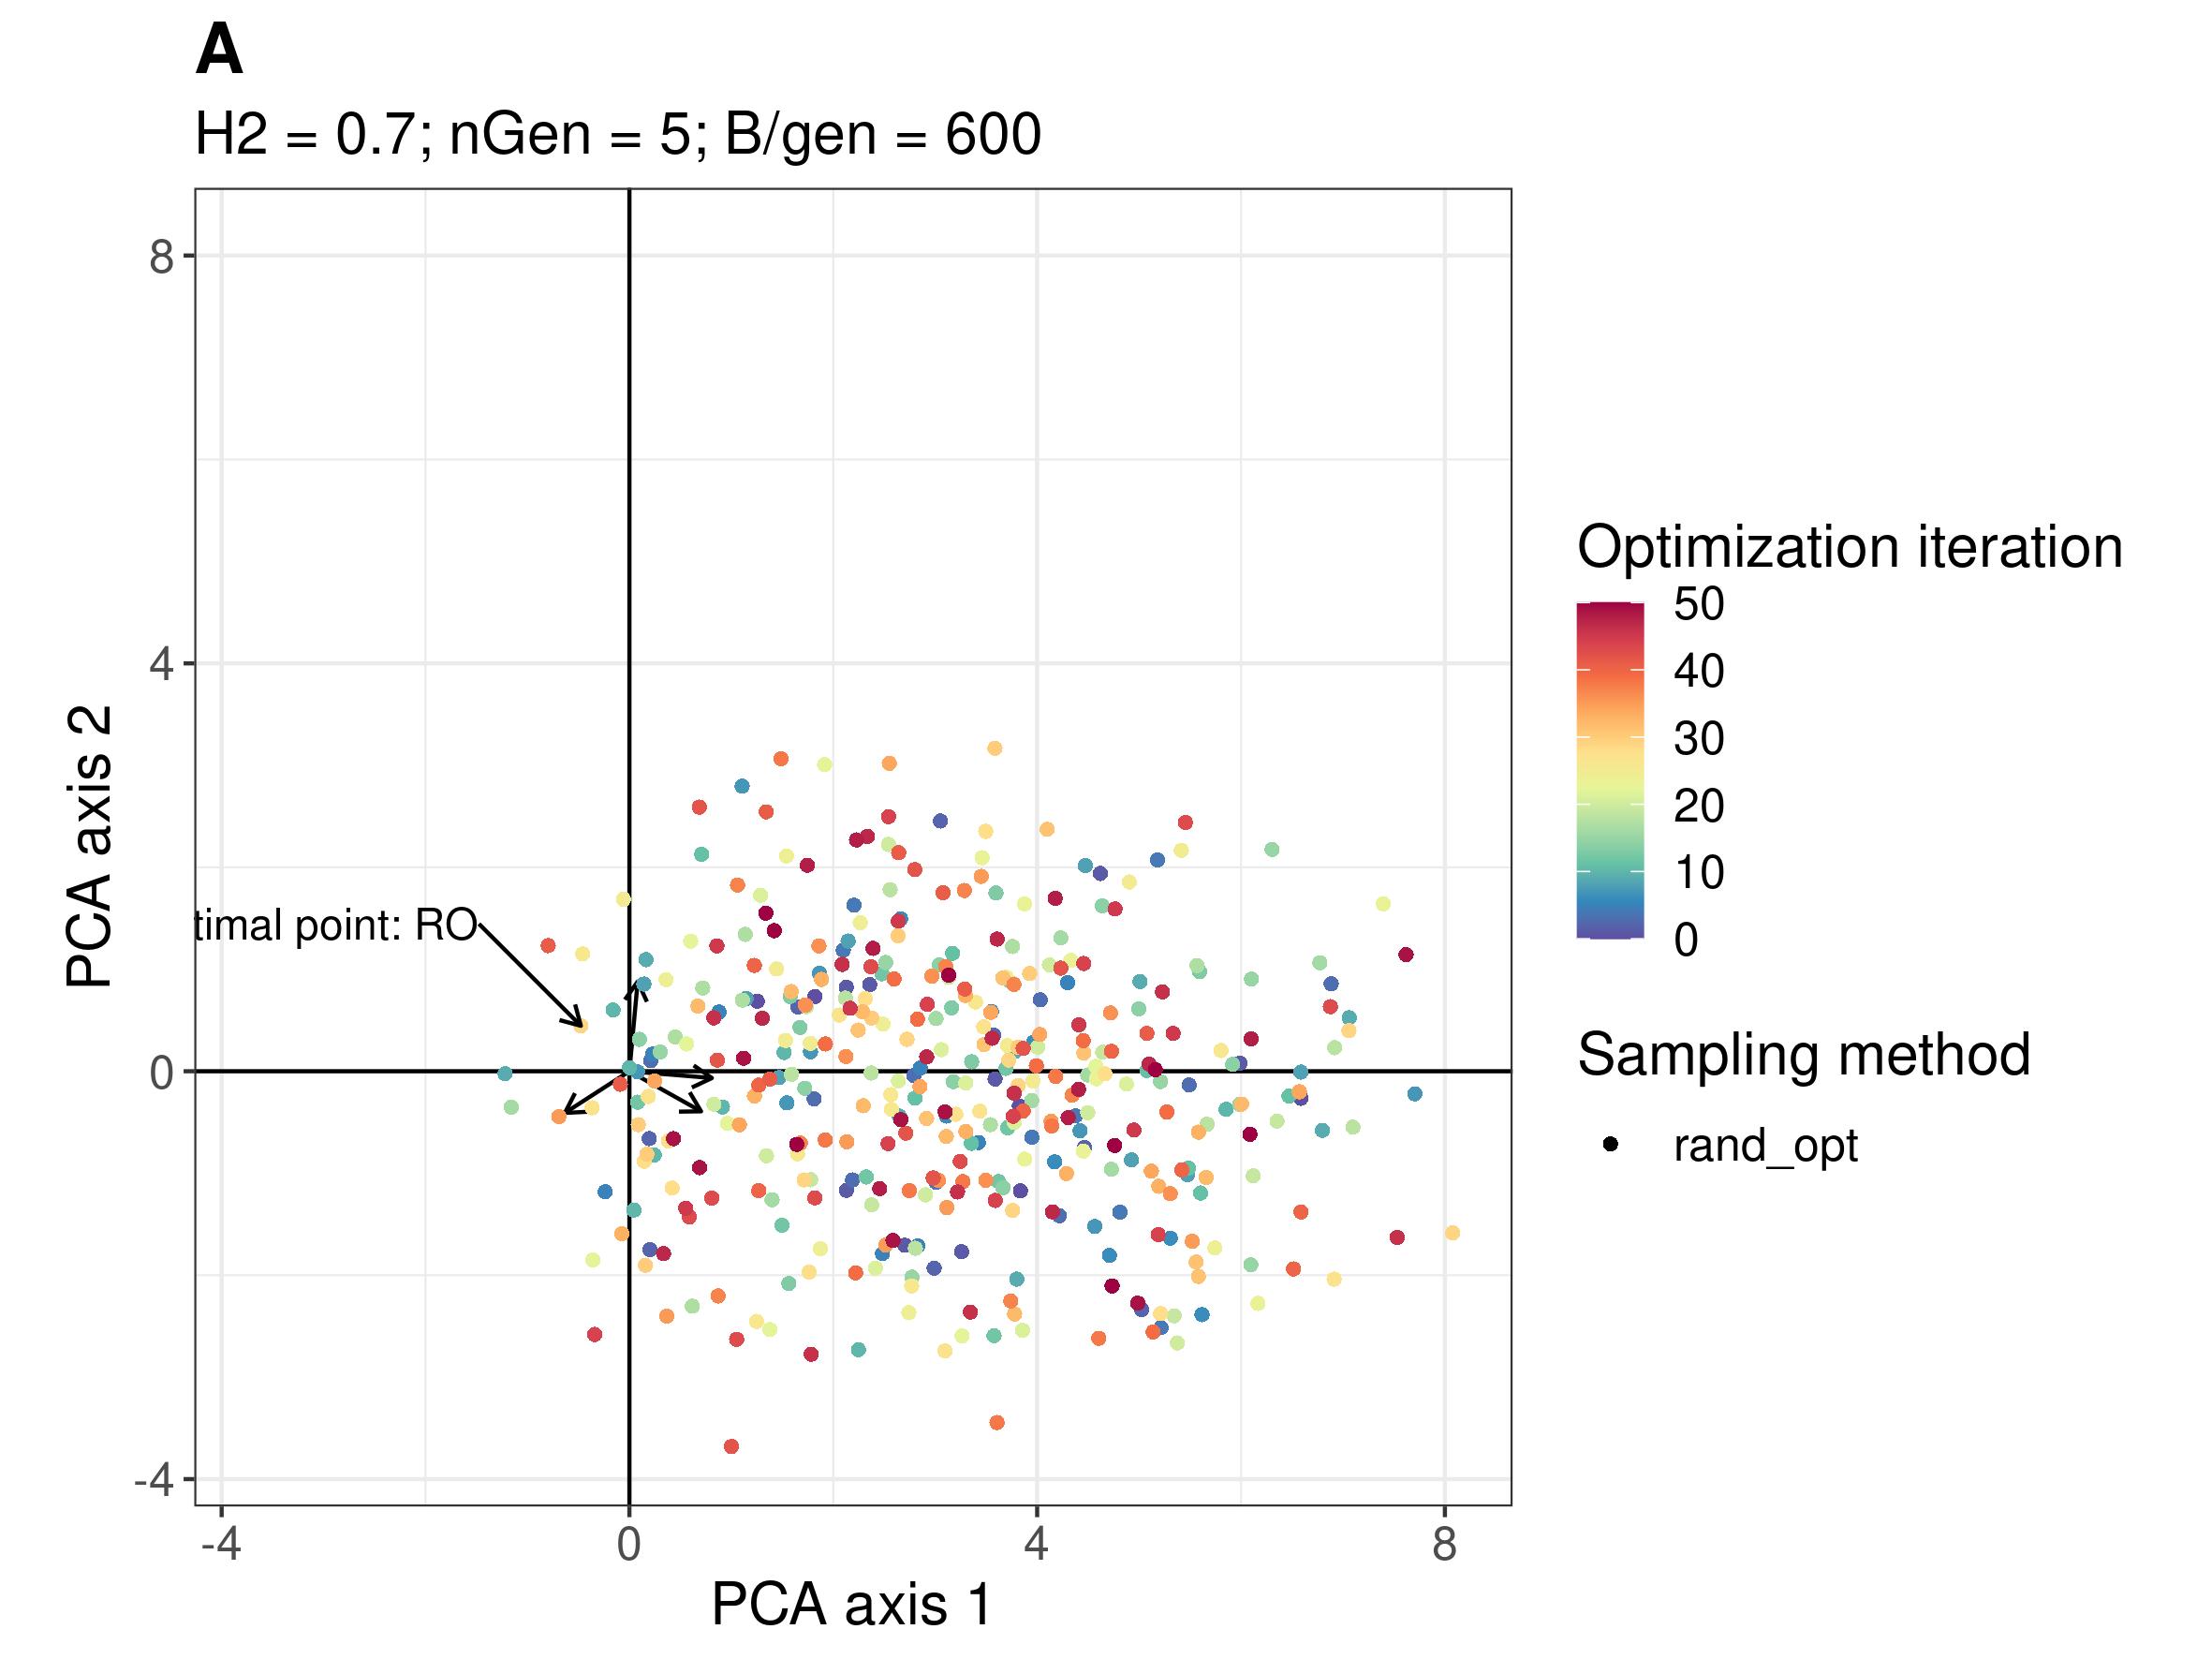 A
H2 = 0.7; nGen = 5; B/gen = 600
8
4
0
-4
PCA axis 2
timal point: RO
-4
0
4
8
PCA axis 1
Optimization iteration
50
40
30
20
10
0
Sampling method
rand_opt